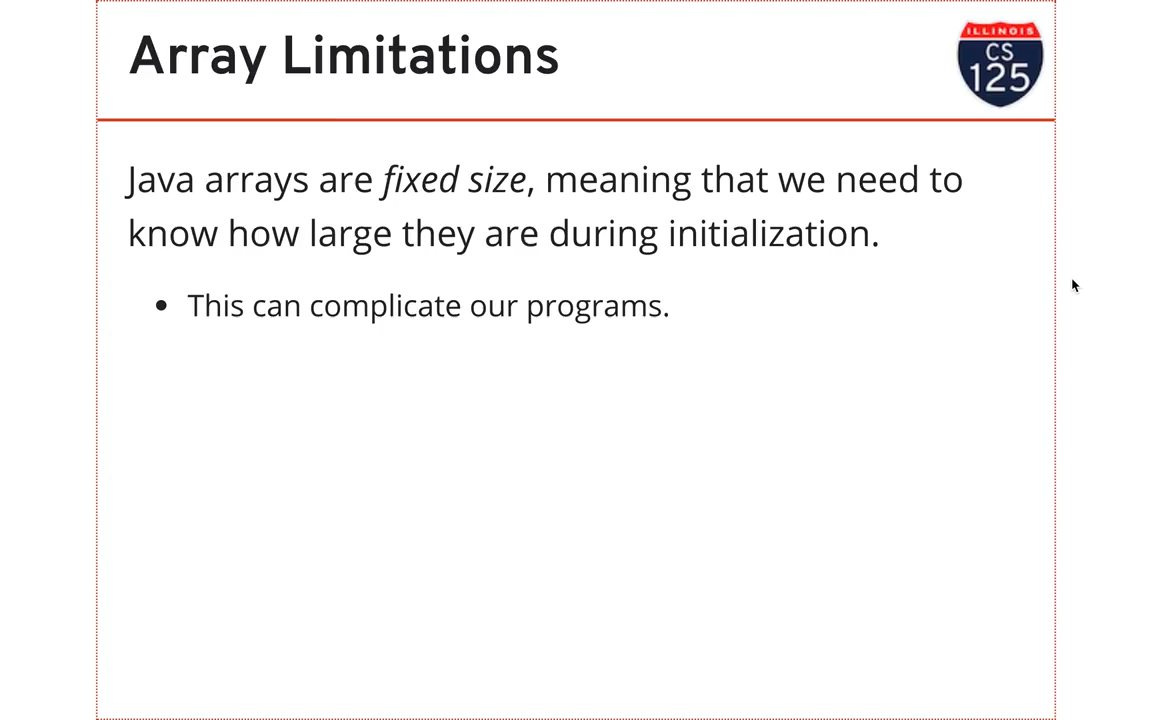 Array Limitations
ILLINOIS
CS
125
Java arrays are fixed size, meaning that we need to
know how large they are during initialization.
• This can complicate our programs.